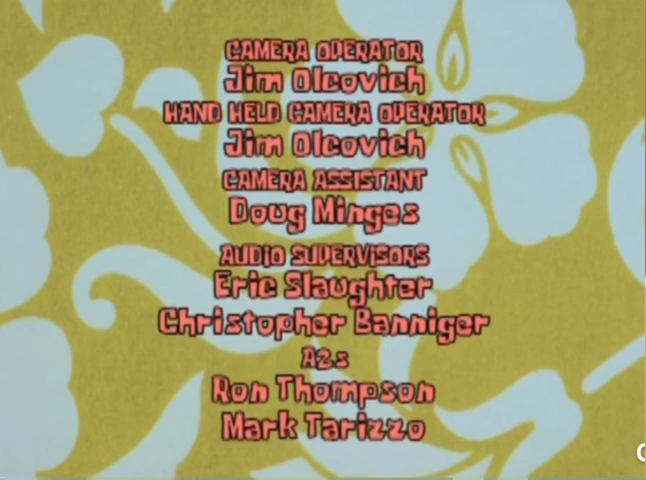 CAMERA OPERATOR
Jim Olcovich
HAND HELD CAMERA OPERATOR
Jim Olcovich
CAMERA ASSISTANT
Doug Minges
AUDIO SUPERVISORS
Eric Slaughter
Christopher Banniger
A2s
Ron Thompson
Mark Tarizzo